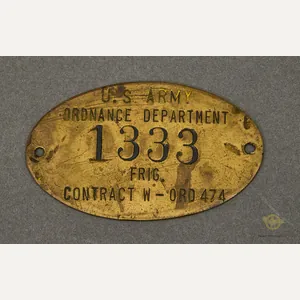 U.S. ARMY
ORDNANCE DEPARTMENT
1333
FRIG.
CONTRACT W-ORD 474